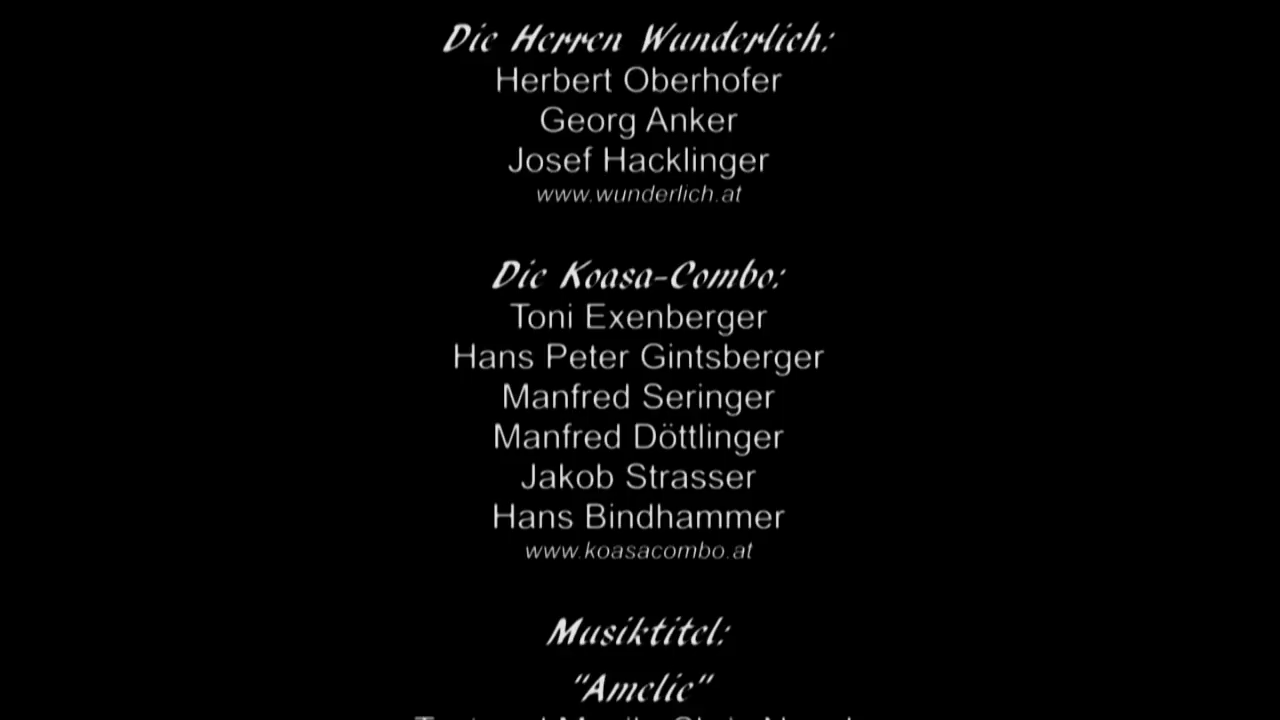 Die Herren Wunderlich:
Herbert Oberhofer
Georg Anker
Josef Hacklinger
www.wunderlich.at
Die Koasa-Combo:
Toni Exenberger
Hans Peter Gintsberger
Manfred Seringer
Manfred Döttlinger
Jakob Strasser
Hans Bindhammer
www.koasacombo.at
Musiktitel:
"Amelie"